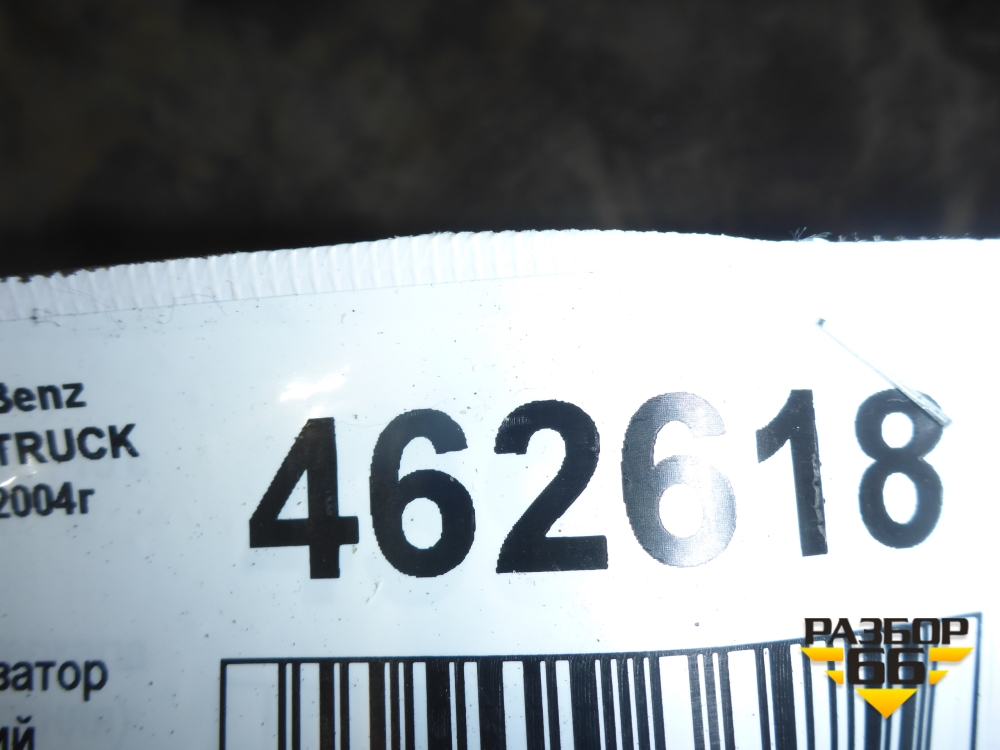 Benz
TRUCK
2004г
462618
затор
ий
РАЗБОР
66